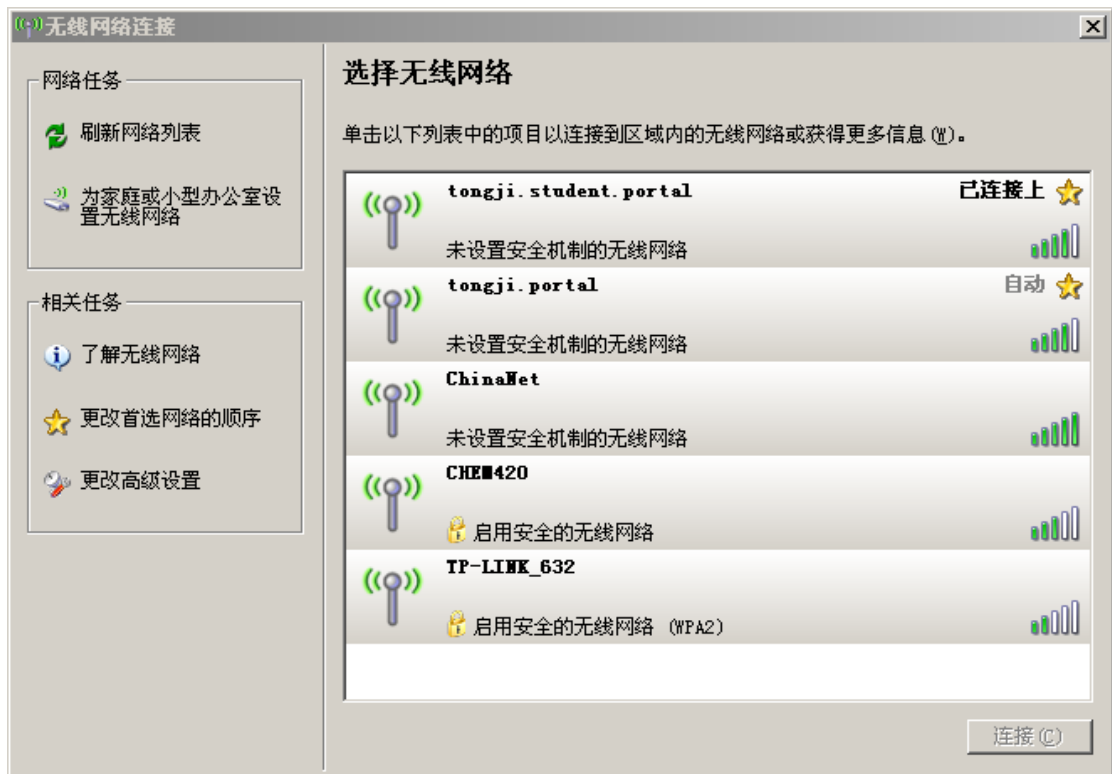 无线网络连接
网络任务
刷新网络列表
为家庭或小型办公室设
置无线网络
相关任务
了解无线网络
更改首选网络的顺序
更改高级设置
选择无线网络
单击以下列表中的项目以连接到区域内的无线网络或获得更多信息(W)。
tongji.student.portal 已连接上
未设置安全机制的无线网络
tongji.portal 自动
未设置安全机制的无线网络
ChinaNet
未设置安全机制的无线网络
CHEM420
启用安全的无线网络
TP-LINK_632
启用安全的无线网络 (WPA2)
连接(C)